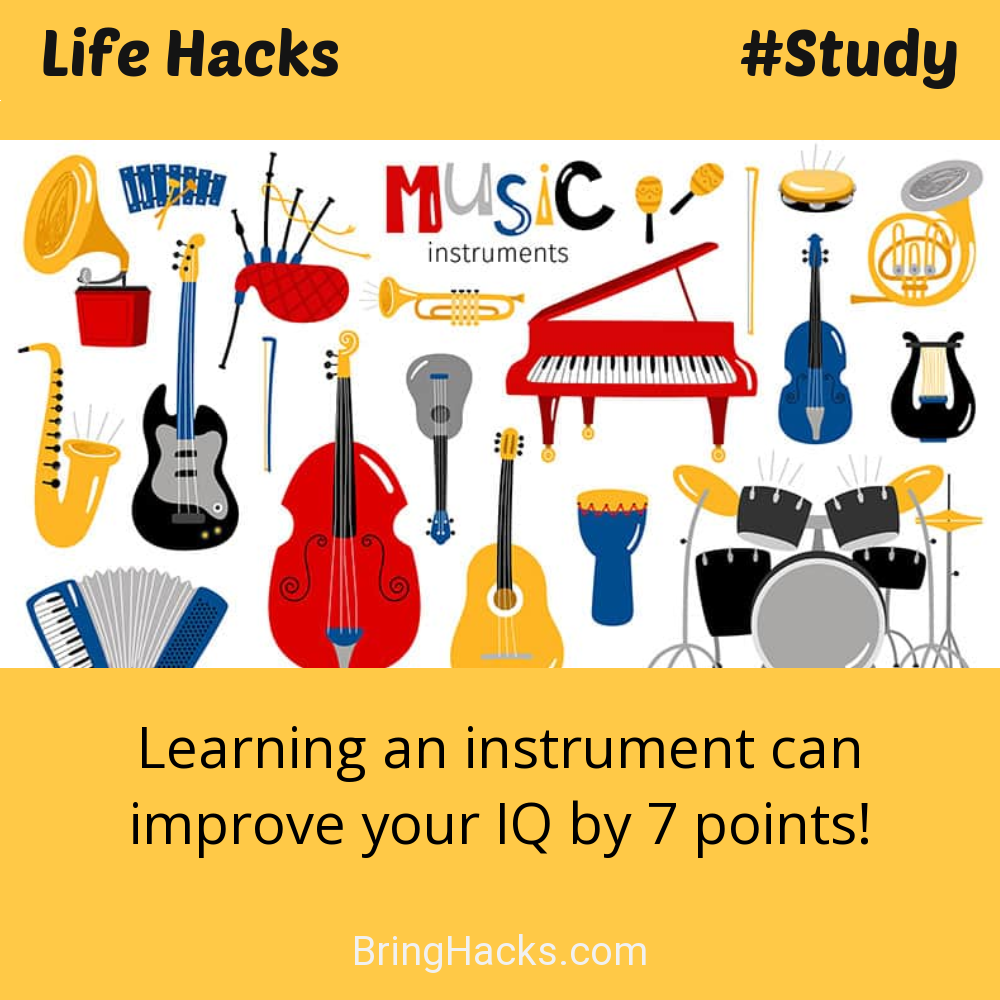 Life Hacks #Study
MUSiC
instruments
Learning an instrument can
improve your IQ by 7 points!
BringHacks.com